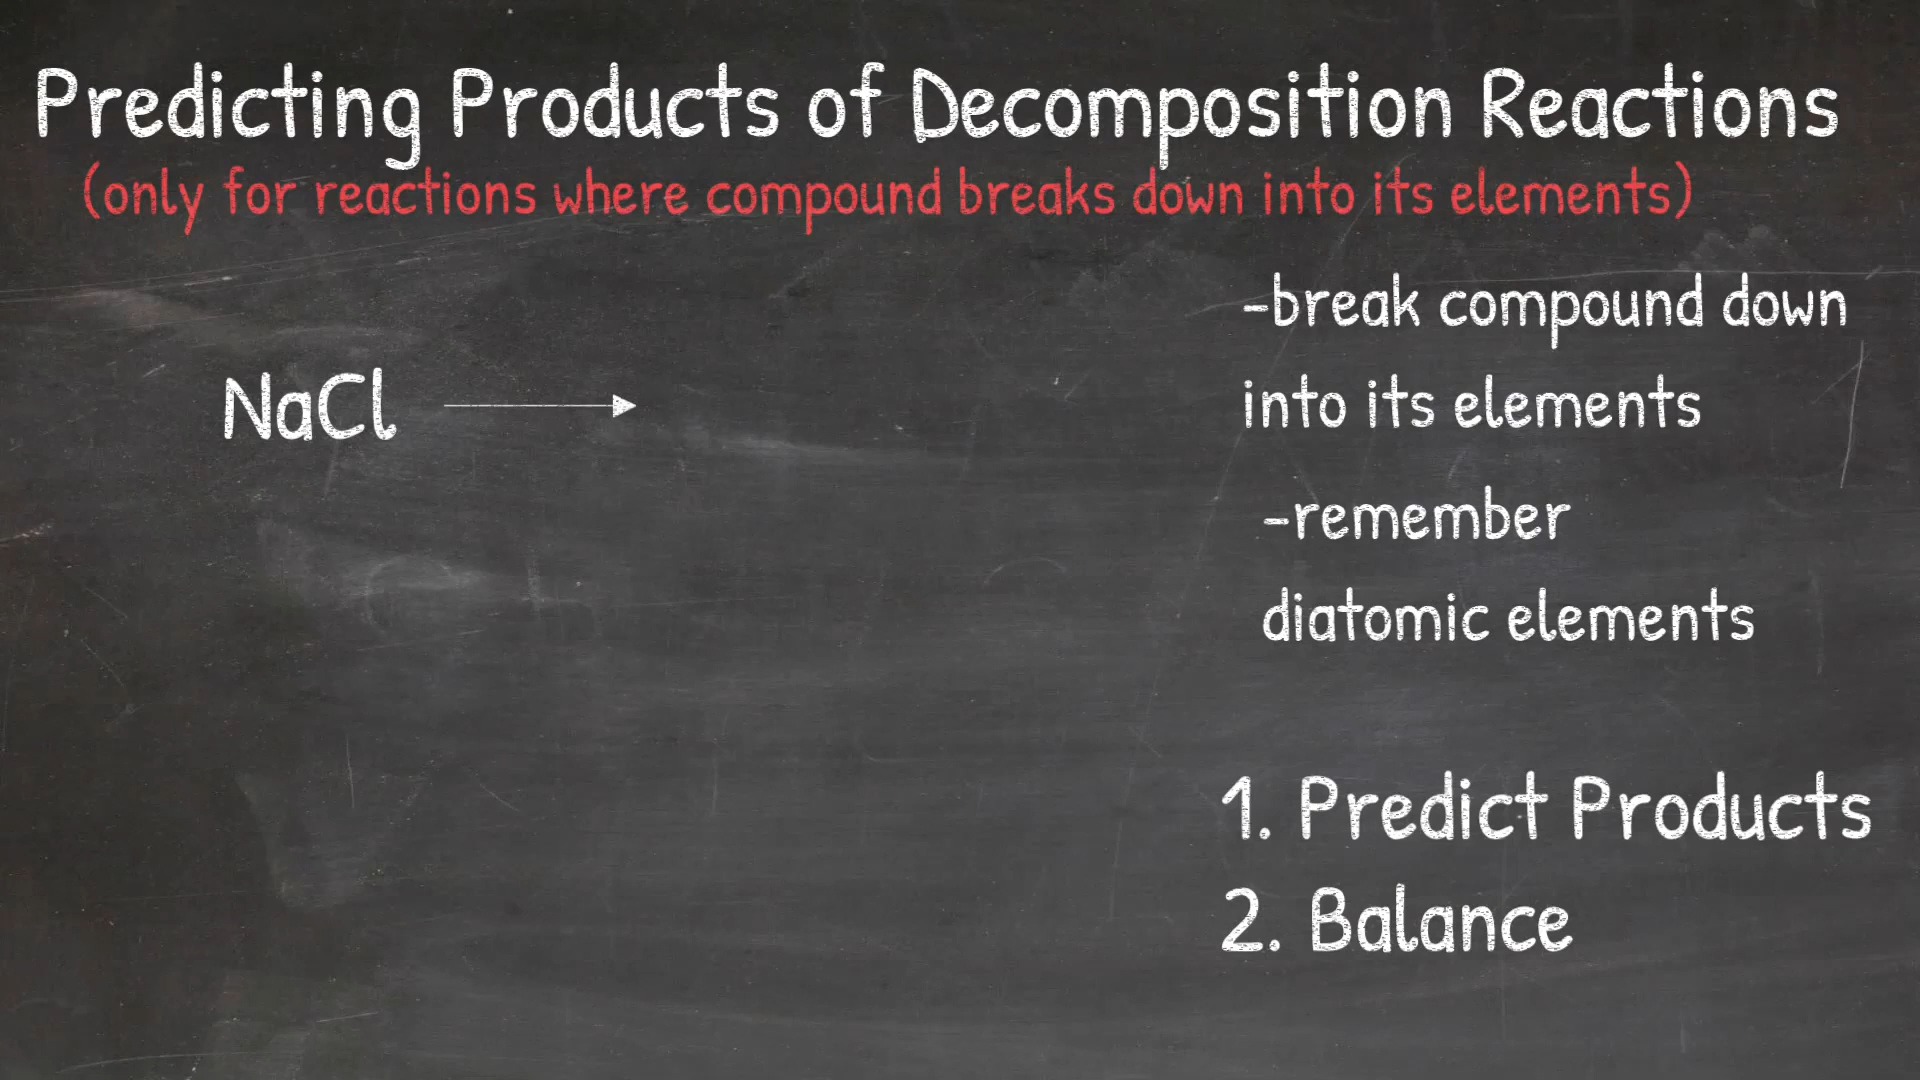 Predicting Products of Decomposition Reactions
(only for reactions where compound breaks down into its elements)
NaCl
-break compound down
into its elements
-remember
diatomic elements
1. Predict Products
2. Balance